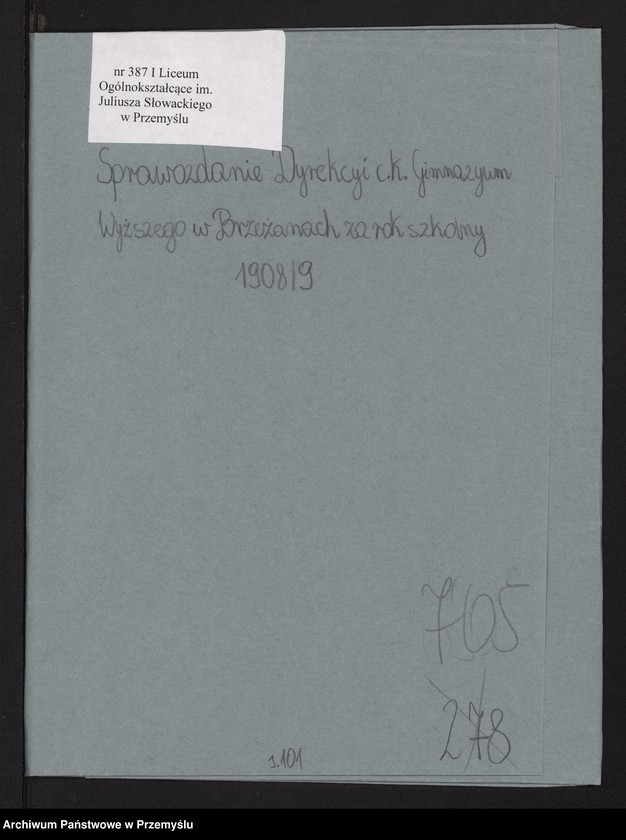 nr 387 I Liceum
Ogólnokształcące im.
Juliusza Słowackiego
w Przemyślu
Sprawozdanie Dyrekcyi c.k. Gimnazyum
Wyższego w Brzeżanach za rok szkolny
1908/9
705
278
s.101
Archiwum Państwowe w Przemyślu